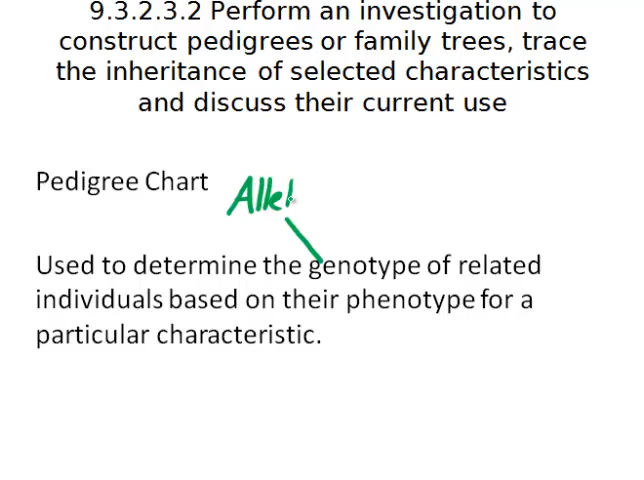 9.3.2.3.2 Perform an investigation to
construct pedigrees or family trees, trace
the inheritance of selected characteristics
and discuss their current use
Pedigree Chart
Allel
Used to determine the genotype of related
individuals based on their phenotype for a
particular characteristic.